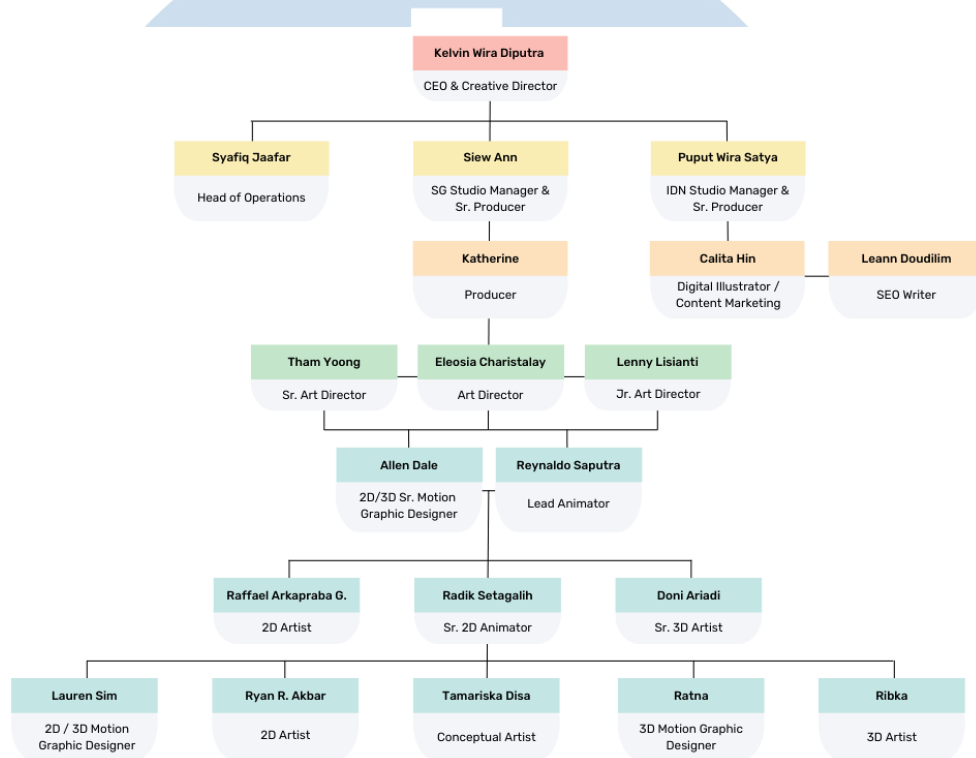 Kelvin Wira Diputra
CEO & Creative Director
Syafiq Jaafar
Head of Operations
Siew Ann
SG Studio Manager &
Sr. Producer
Puput Wira Satya
IDN Studio Manager &
Sr. Producer
Katherine
Producer
Calita Hin
Digital Illustrator /
Content Marketing
Leann Doudilim
SEO Writer
Tham Yoong
Sr. Art Director
Eleosia Charistalay
Art Director
Lenny Lisianti
Jr. Art Director
Allen Dale
2D/3D Sr. Motion
Graphic Designer
Reynaldo Saputra
Lead Animator
Raffael Arkapraba G.
2D Artist
Radik Setagalih
Sr. 2D Animator
Doni Ariadi
Sr. 3D Artist
Lauren Sim
2D / 3D Motion
Graphic Designer
Ryan R. Akbar
2D Artist
Tamariska Disa
Conceptual Artist
Ratna
3D Motion Graphic
Designer
Ribka
3D Artist